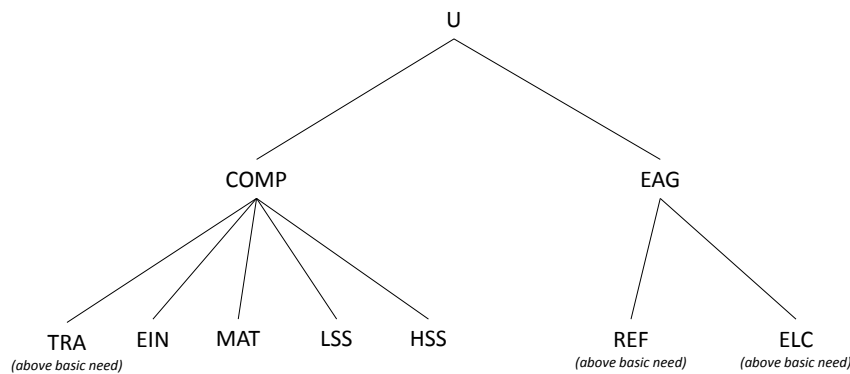 U
COMP EAG
TRA EIN MAT LSS HSS REF ELC
(above basic need) (above basic need) (above basic need)